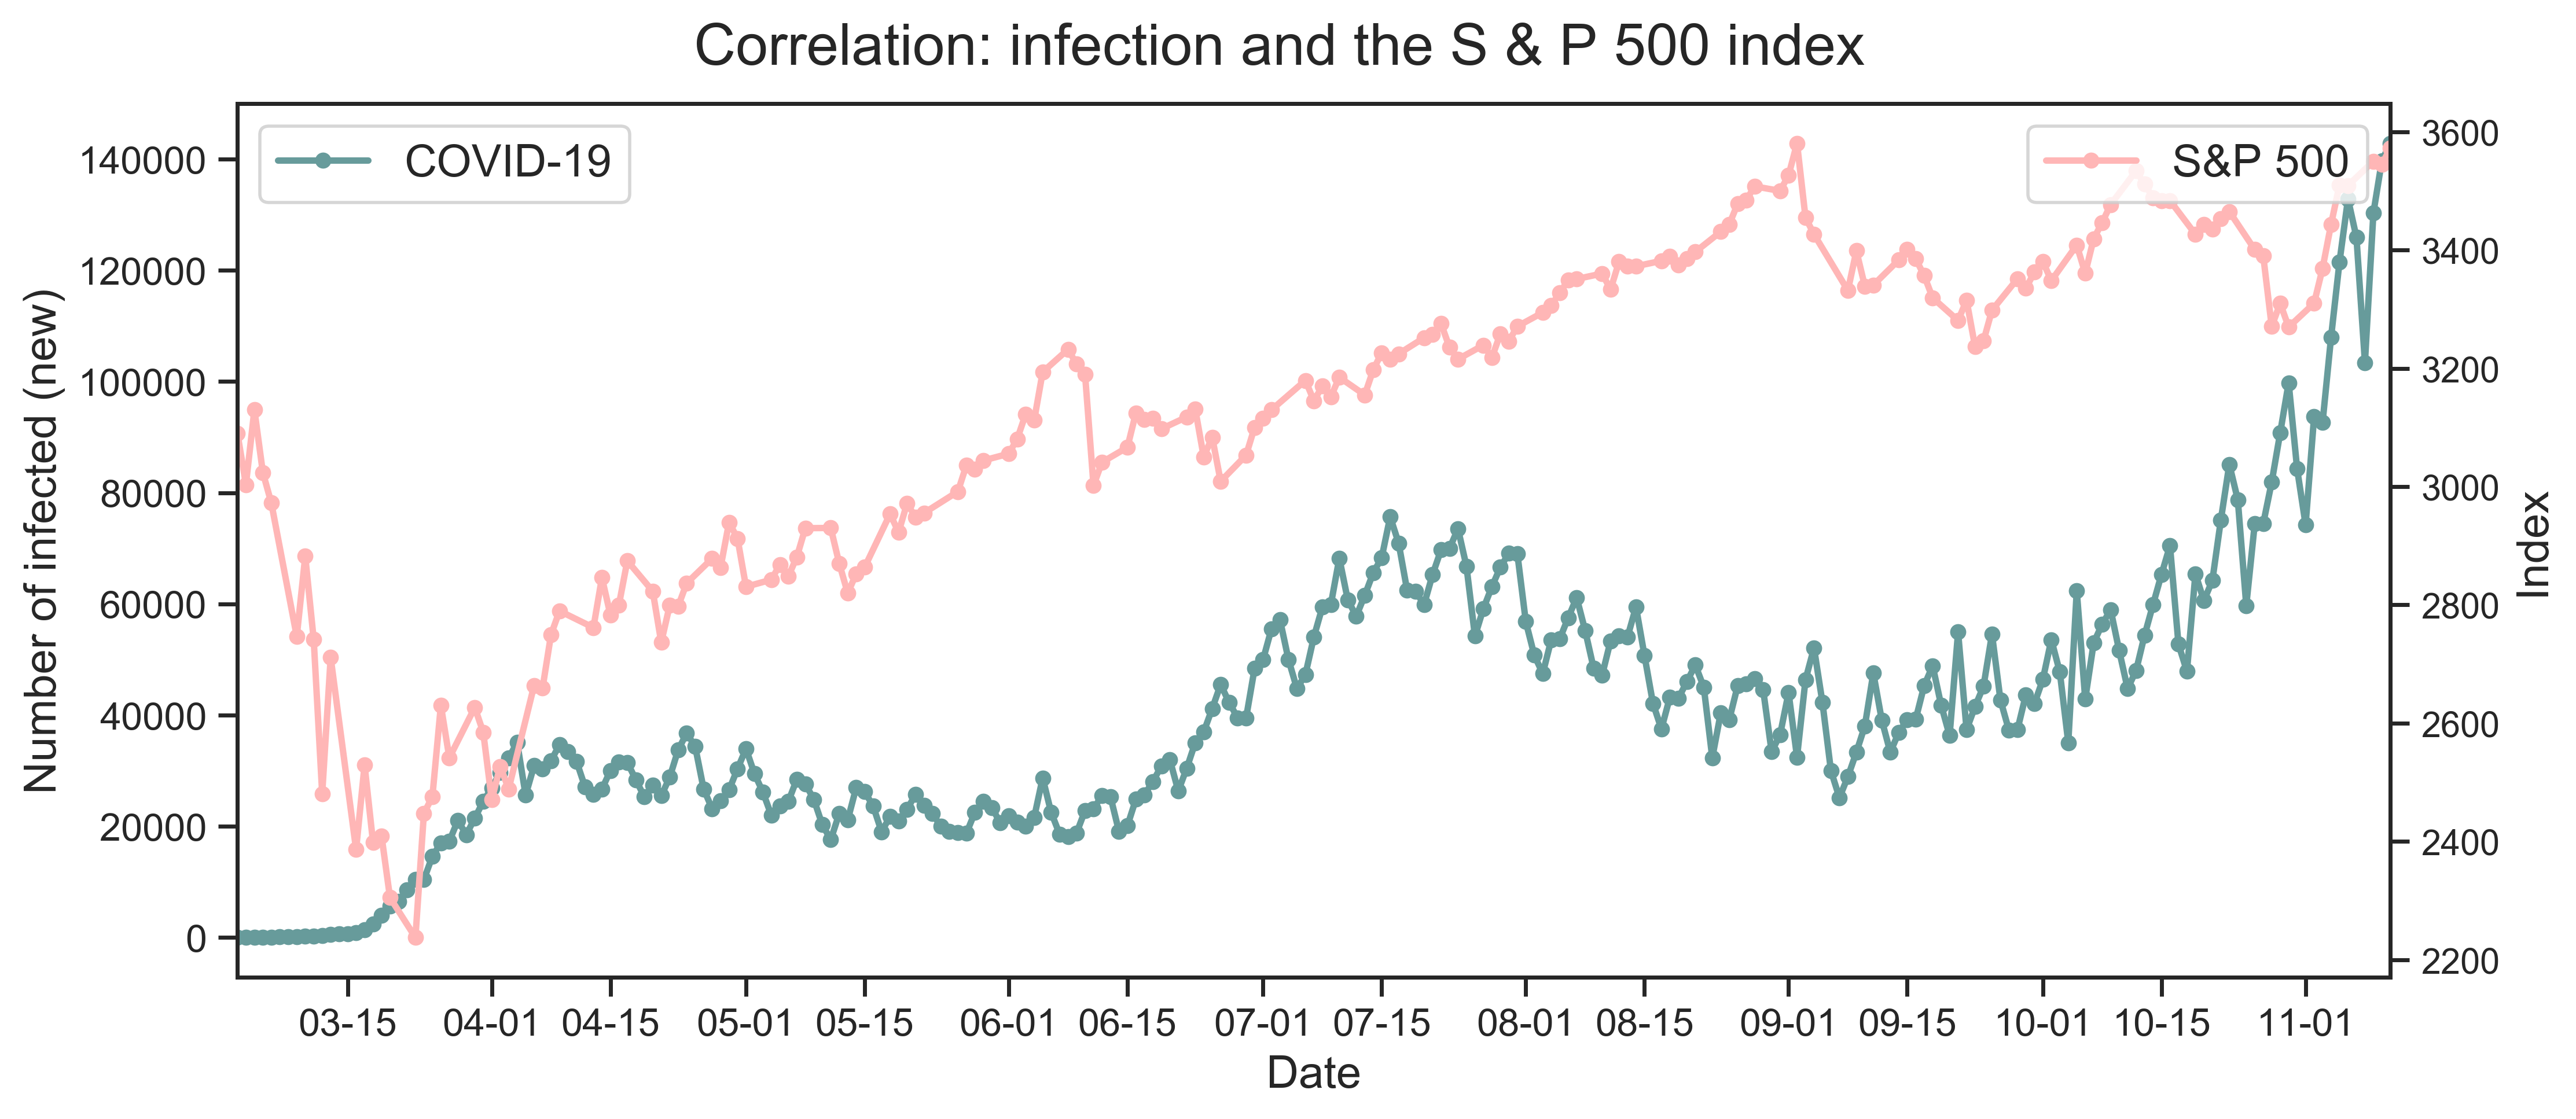 Correlation: infection and the S & P 500 index
COVID-19
S&P 500
Number of infected (new)
140000
120000
100000
80000
60000
40000
20000
0
3600
3400
3200
3000
2800
2600
2400
2200
Index
03-15 04-01 04-15 05-01 05-15 06-01 06-15 07-01 07-15 08-01 08-15 09-01 09-15 10-01 10-15 11-01
Date